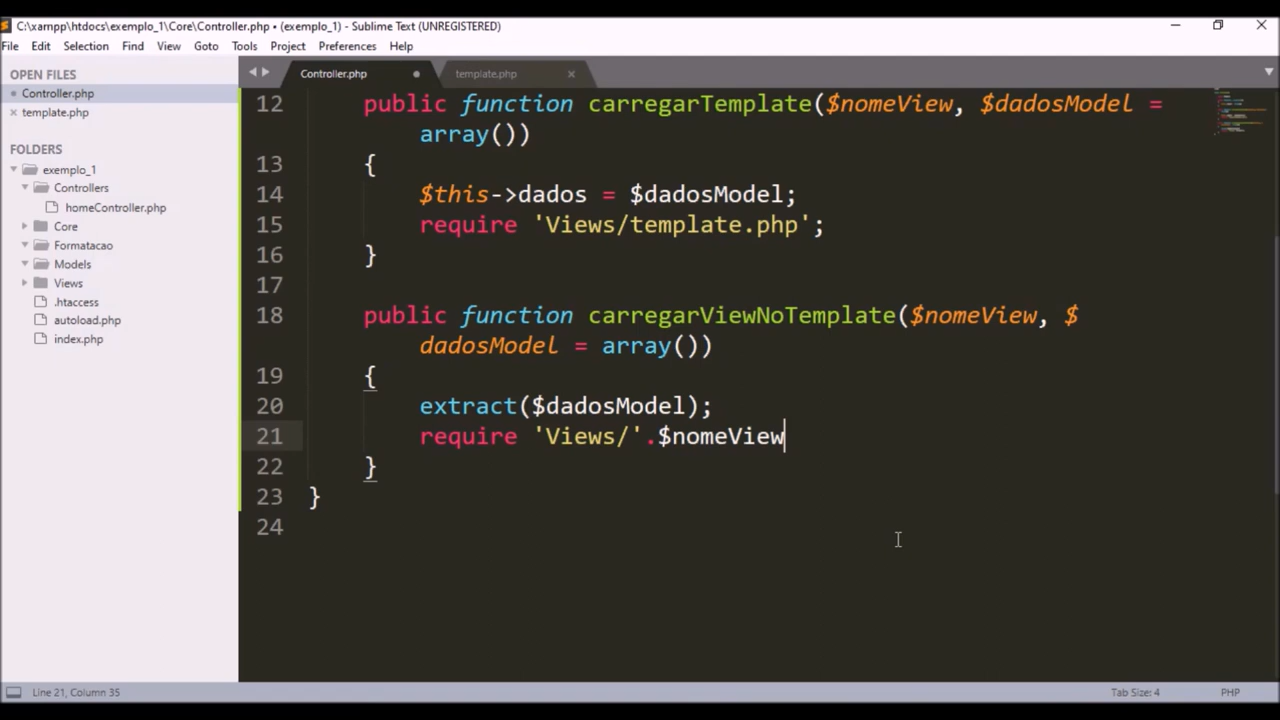 C:\xampp\htdocs\exemplo_1\Core\Controller.php • (exemplo_1) - Sublime Text (UNREGISTERED)
File Edit Selection Find View Goto Tools Project Preferences Help
OPEN FILES
Controller.php
template.php
FOLDERS
exemplo_1
Controllers
homeController.php
Core
Formatacao
Models
Views
.htaccess
autoload.php
index.php
Controller.php template.php
12 public function carregarTemplate($nomeView, $dadosModel =
array())
13 {
14 $this->dados = $dadosModel;
15 require 'Views/template.php';
16 }
17
18 public function carregarViewNoTemplate($nomeView, $
dadosModel = array())
19 {
20 extract($dadosModel);
21 require 'Views/'.$nomeView
22 }
23 }
24
Line 21, Column 35 Tab Size: 4 PHP